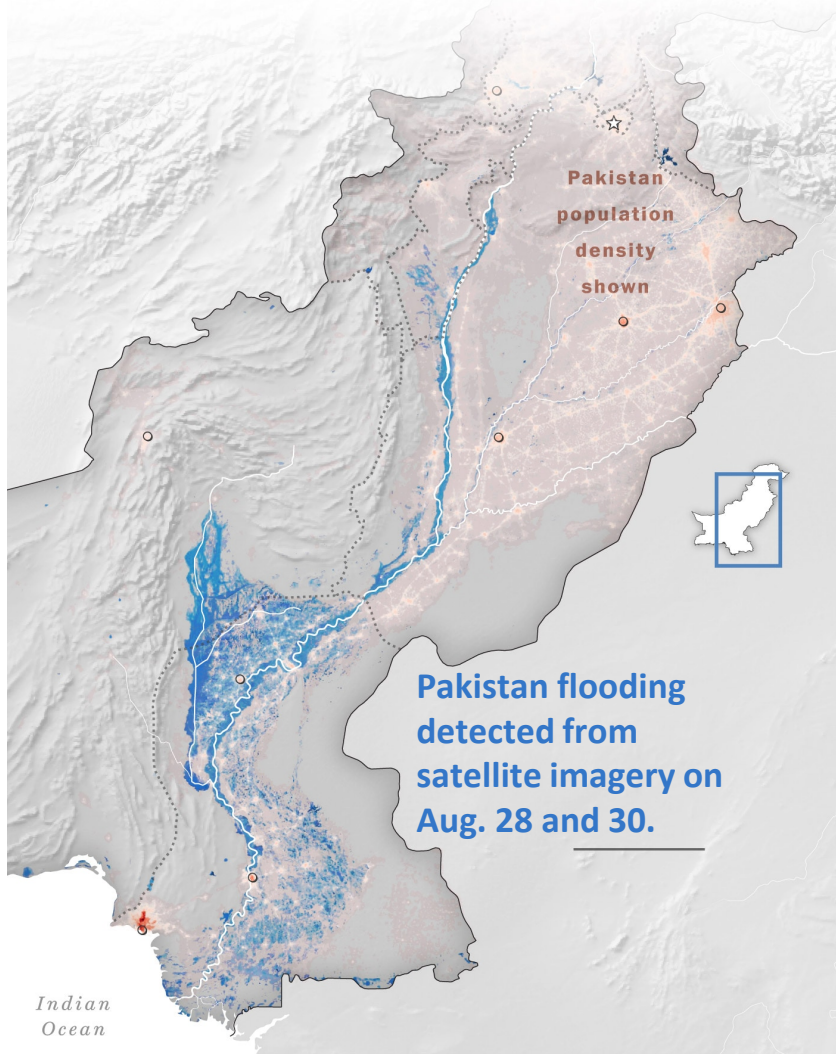 Pakistan
population
density
shown
Pakistan flooding
detected from
satellite imagery on
Aug. 28 and 30.
Indian
Ocean